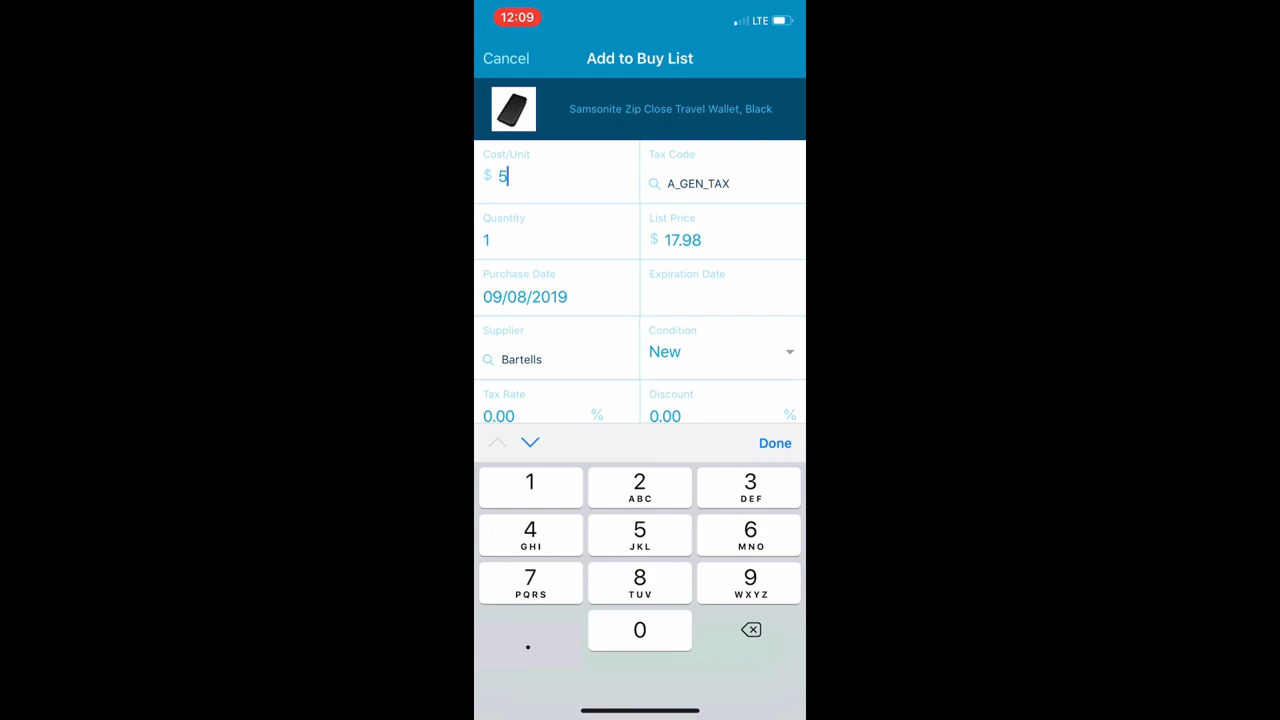 12:09 LTE
Cancel Add to Buy List
Samsonite Zip Close Travel Wallet, Black
Cost/Unit Tax Code
$ 5 A_GEN_TAX
Quantity List Price
1 $ 17.98
Purchase Date Expiration Date
09/08/2019
Supplier Condition
Bartells New
Tax Rate Discount
0.00 % 0.00 %
Done
1 2 3
ABC DEF
4 5 6
GHI JKL MNO
7 8 9
PQRS TUV WXYZ
. 0